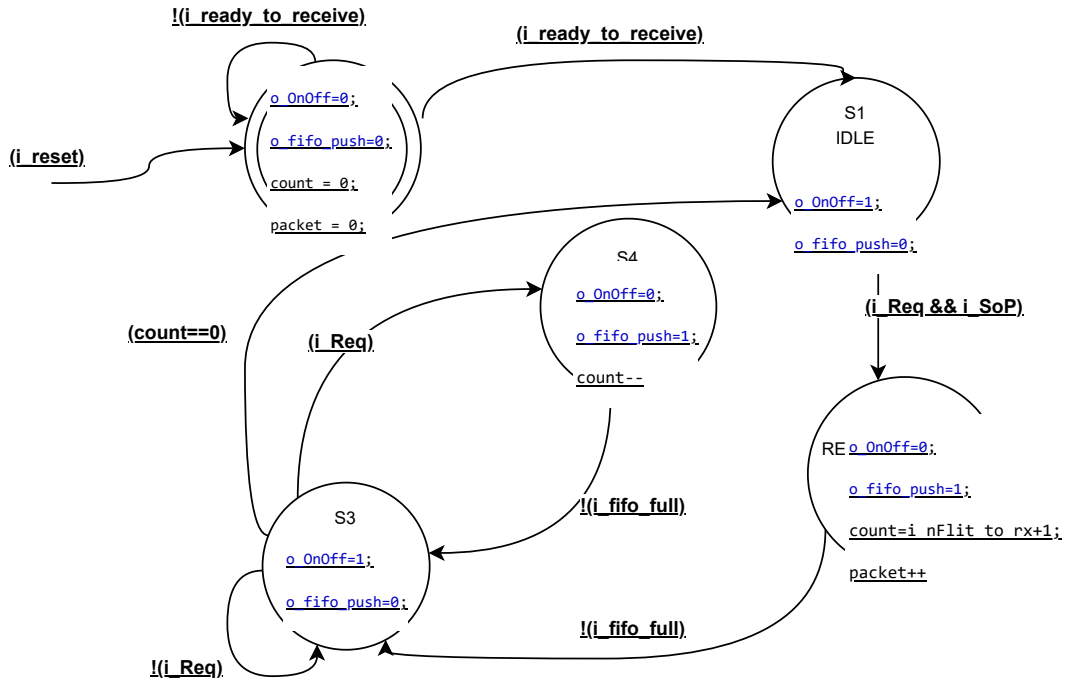 !(i_ready_to_receive)
(i_ready_to_receive)
o_OnOff=0;
o_fifo_push=0;
count = 0;
packet = 0;
(i_reset)
S1
IDLE
o_OnOff=1;
o_fifo_push=0;
S4
o_OnOff=0;
o_fifo_push=1;
count--
(i_Req && i_SoP)
(count==0)
(i_Req)
RE
o_OnOff=0;
o_fifo_push=1;
count=i_nFlit_to_rx+1;
packet++
!(i_fifo_full)
S3
o_OnOff=1;
o_fifo_push=0;
!(i_fifo_full)
!(i_Req)